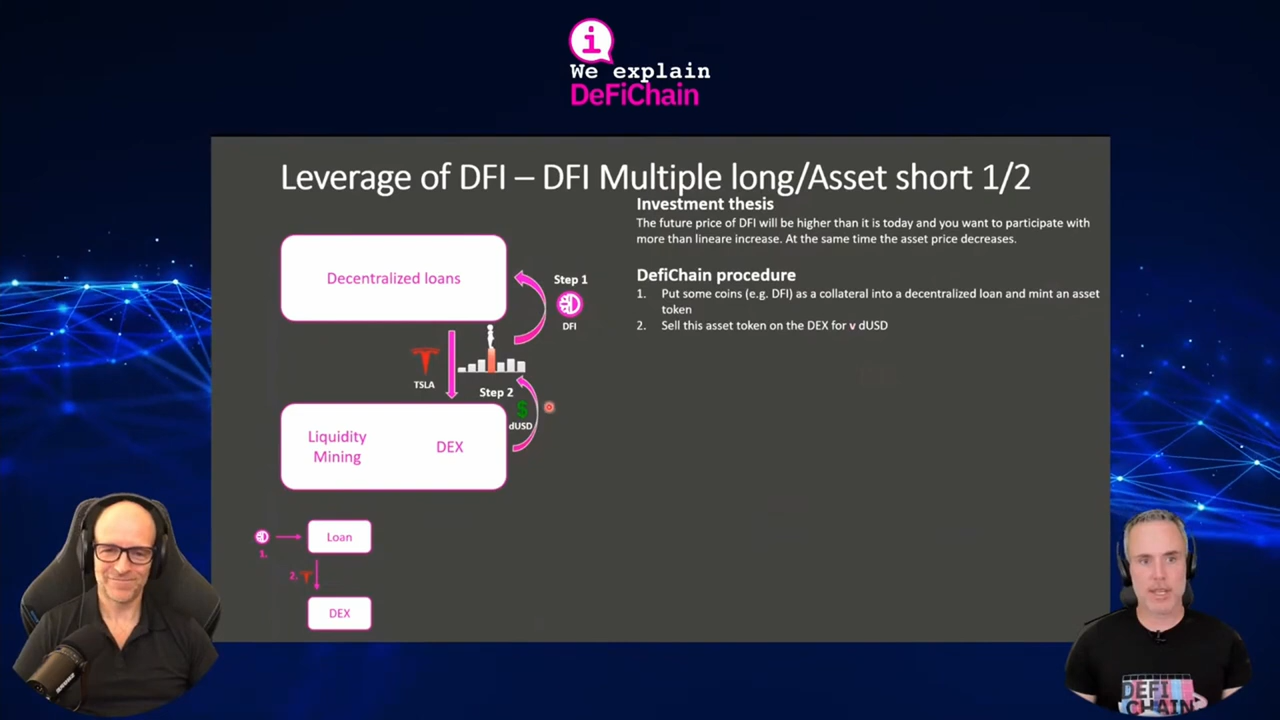 i
We explain
DeFiChain
Leverage of DFI – DFI Multiple long/Asset short 1/2
Investment thesis
The future price of DFI will be higher than it is today and you want to participate with
more than lineare increase. At the same time the asset price decreases.
DefiChain procedure
1. Put some coins (e.g. DFI) as a collateral into a decentralized loan and mint an asset
token
2. Sell this asset token on the DEX for v dUSD
Decentralized loans
Step 1
DFI
TSLA
Step 2
$
dUSD
Liquidity
Mining
DEX
Loan
1.
2.
DEX
DEFI
CHAIN